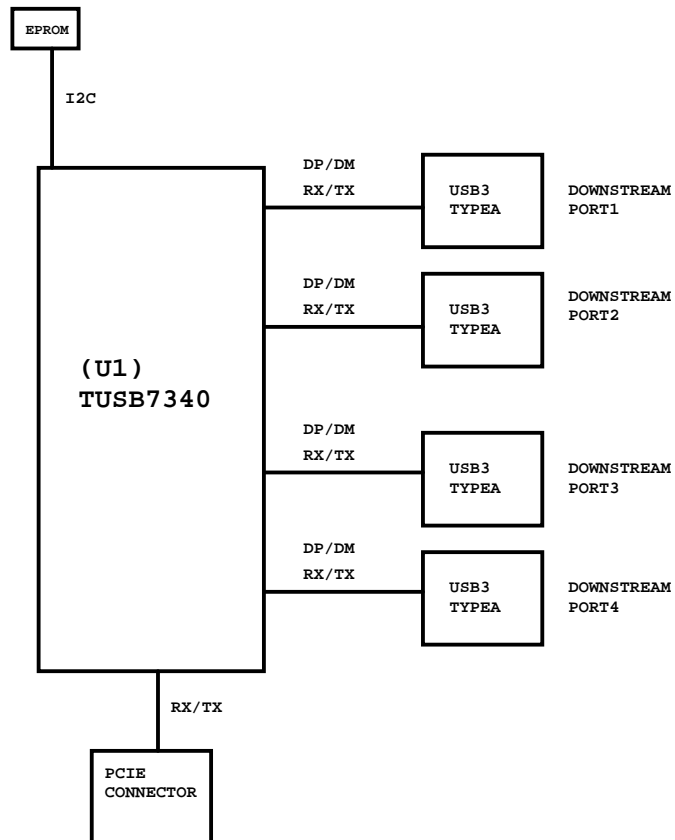 EPROM
I2C
DP/DM
RX/TX
USB3
TYPEA
DOWNSTREAM
PORT1
DP/DM
RX/TX
USB3
TYPEA
DOWNSTREAM
PORT2
(U1)
TUSB7340
DP/DM
RX/TX
USB3
TYPEA
DOWNSTREAM
PORT3
DP/DM
RX/TX
USB3
TYPEA
DOWNSTREAM
PORT4
RX/TX
PCIE
CONNECTOR